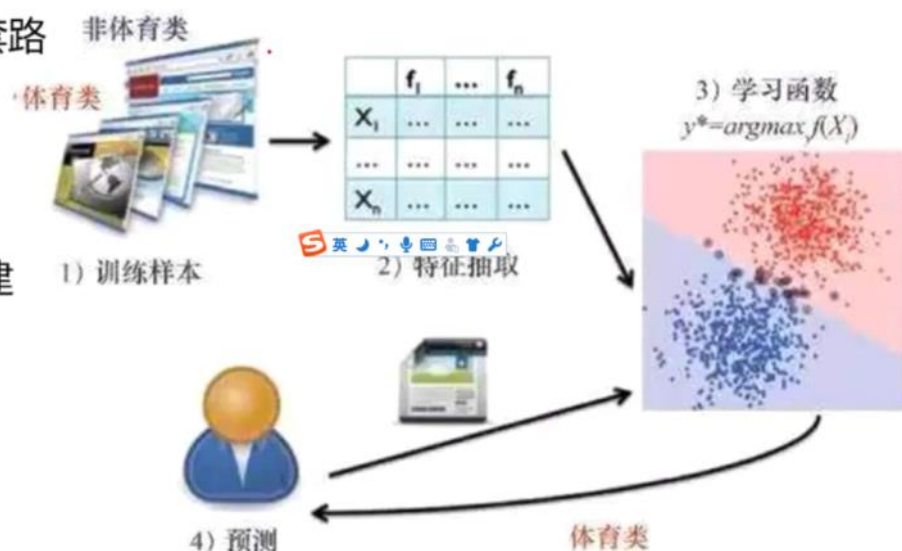 套路
非体育类
体育类
f₁ ... fₙ
X₁ ... ... ...
... ... ... ...
Xₙ ... ... ...
3) 学习函数
y*=argmax f(Xᵢ)
英
1) 训练样本
2) 特征抽取
建
4) 预测
体育类